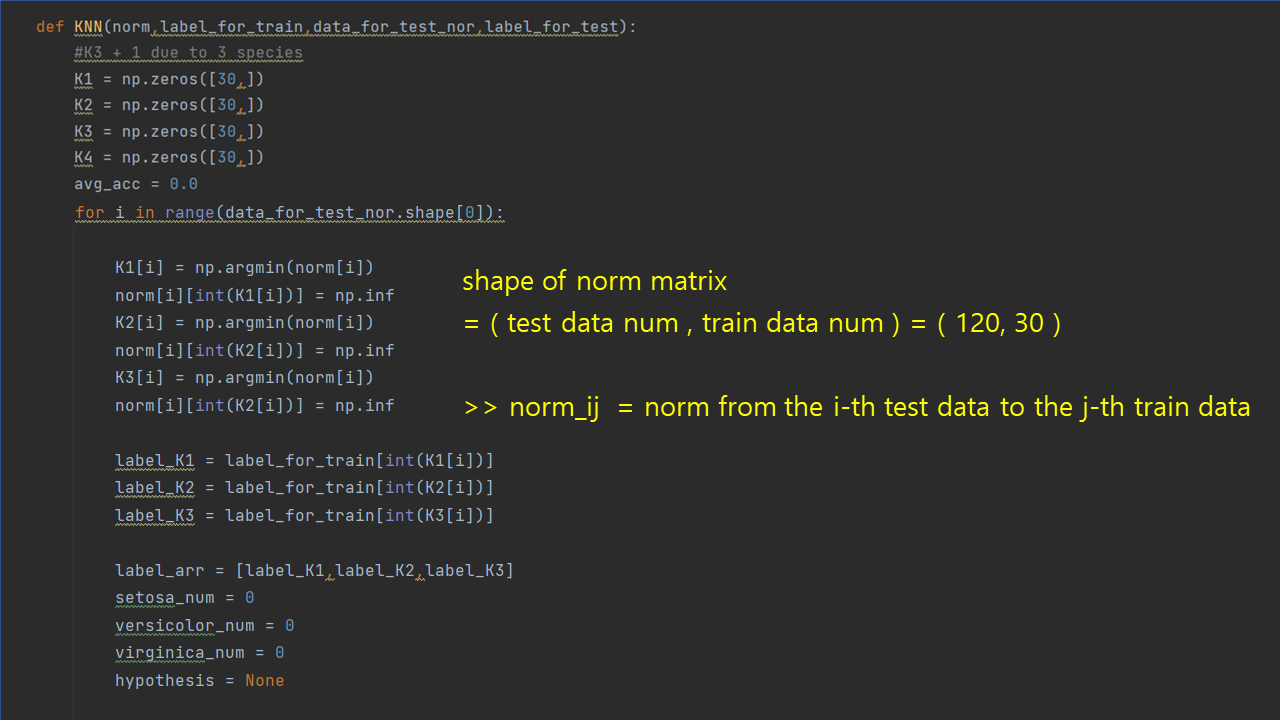 def KNN(norm,label_for_train,data_for_test_nor,label_for_test):
#K3 + 1 due to 3 species
K1 = np.zeros([30,])
K2 = np.zeros([30,])
K3 = np.zeros([30,])
K4 = np.zeros([30,])
avg_acc = 0.0
for i in range(data_for_test_nor.shape[0]):
K1[i] = np.argmin(norm[i])
norm[i][int(K1[i])] = np.inf
K2[i] = np.argmin(norm[i])
norm[i][int(K2[i])] = np.inf
K3[i] = np.argmin(norm[i])
norm[i][int(K2[i])] = np.inf
shape of norm matrix
= ( test data num , train data num ) = ( 120, 30 )
>> norm_ij = norm from the i-th test data to the j-th train data
label_K1 = label_for_train[int(K1[i])]
label_K2 = label_for_train[int(K2[i])]
label_K3 = label_for_train[int(K3[i])]
label_arr = [label_K1,label_K2,label_K3]
setosa_num = 0
versicolor_num = 0
virginica_num = 0
hypothesis = None